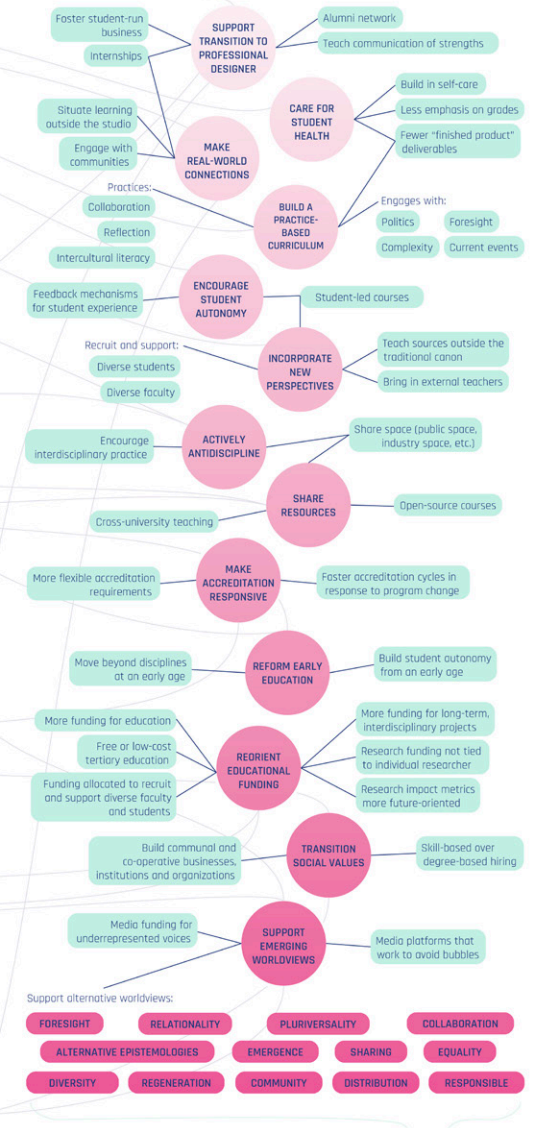 Foster student-run
business
Internships
SUPPORT
TRANSITION TO
PROFESSIONAL
DESIGNER
Alumni network
Teach communication of strengths
Situate learning
outside the studio
Engage with
communities
MAKE
REAL-WORLD
CONNECTIONS
CARE FOR
STUDENT
HEALTH
Build in self-care
Less emphasis on grades
Fewer "finished product"
deliverables
Practices:
Collaboration
Reflection
Intercultural literacy
BUILD A
PRACTICE-
BASED
CURRICULUM
Engages with:
Politics
Foresight
Complexity
Current events
Feedback mechanisms
for student experience
ENCOURAGE
STUDENT
AUTONOMY
Student-led courses
Recruit and support:
Diverse students
Diverse faculty
INCORPORATE
NEW
PERSPECTIVES
Teach sources outside the
traditional canon
Bring in external teachers
Encourage
interdisciplinary practice
ACTIVELY
ANTIDISCIPLINE
Share space (public space,
industry space, etc.)
Cross-university teaching
SHARE
RESOURCES
Open-source courses
More flexible accreditation
requirements
MAKE
ACCREDITATION
RESPONSIVE
Faster accreditation cycles in
response to program change
Move beyond disciplines
at an early age
REFORM EARLY
EDUCATION
Build student autonomy
from an early age
More funding for education
Free or low-cost
tertiary education
Funding allocated to recruit
and support diverse faculty
and students
REORIENT
EDUCATIONAL
FUNDING
More funding for long-term,
interdisciplinary projects
Research funding not tied
to individual researcher
Research impact metrics
more future-oriented
Build communal and
co-operative businesses,
institutions and organizations
TRANSITION
SOCIAL VALUES
Skill-based over
degree-based hiring
Media funding for
underrepresented voices
SUPPORT
EMERGING
WORLDVIEWS
Media platforms that
work to avoid bubbles
Support alternative worldviews:
FORESIGHT
RELATIONALITY
PLURIVERSALITY
COLLABORATION
ALTERNATIVE EPISTEMOLOGIES
EMERGENCE
SHARING
EQUALITY
DIVERSITY
REGENERATION
COMMUNITY
DISTRIBUTION
RESPONSIBLE